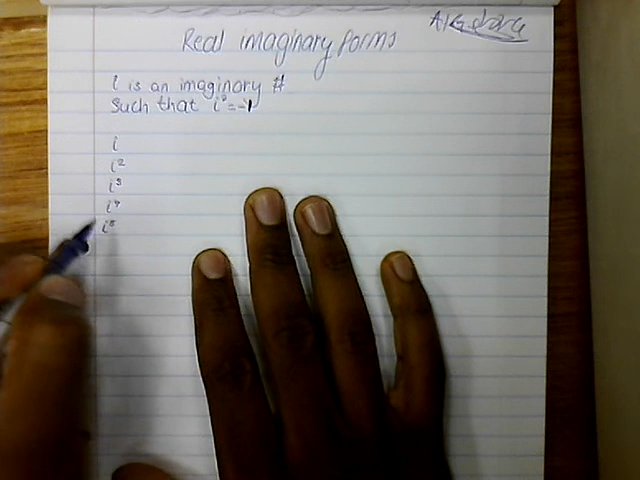 Algebra
Real imaginary forms
i is an imaginary #
Such that i²=-1
i
i²
i³
i⁴
i⁵